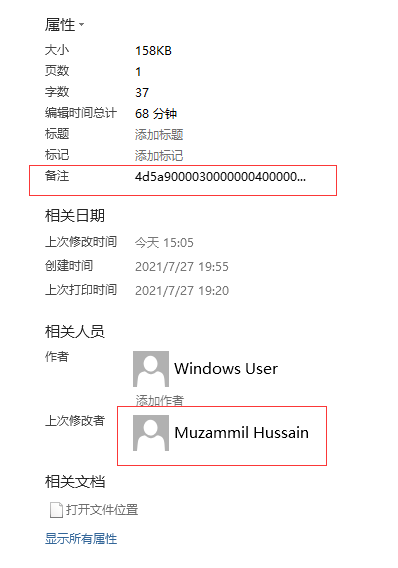 属性
大小 158KB
页数 1
字数 37
编辑时间总计 68 分钟
标题 添加标题
标记 添加标记
备注 4d5a9000030000000400000...
相关日期
上次修改时间 今天 15:05
创建时间 2021/7/27 19:55
上次打印时间 2021/7/27 19:20
相关人员
作者 Windows User
添加作者
上次修改者 Muzammil Hussain
相关文档
打开文件位置
显示所有属性